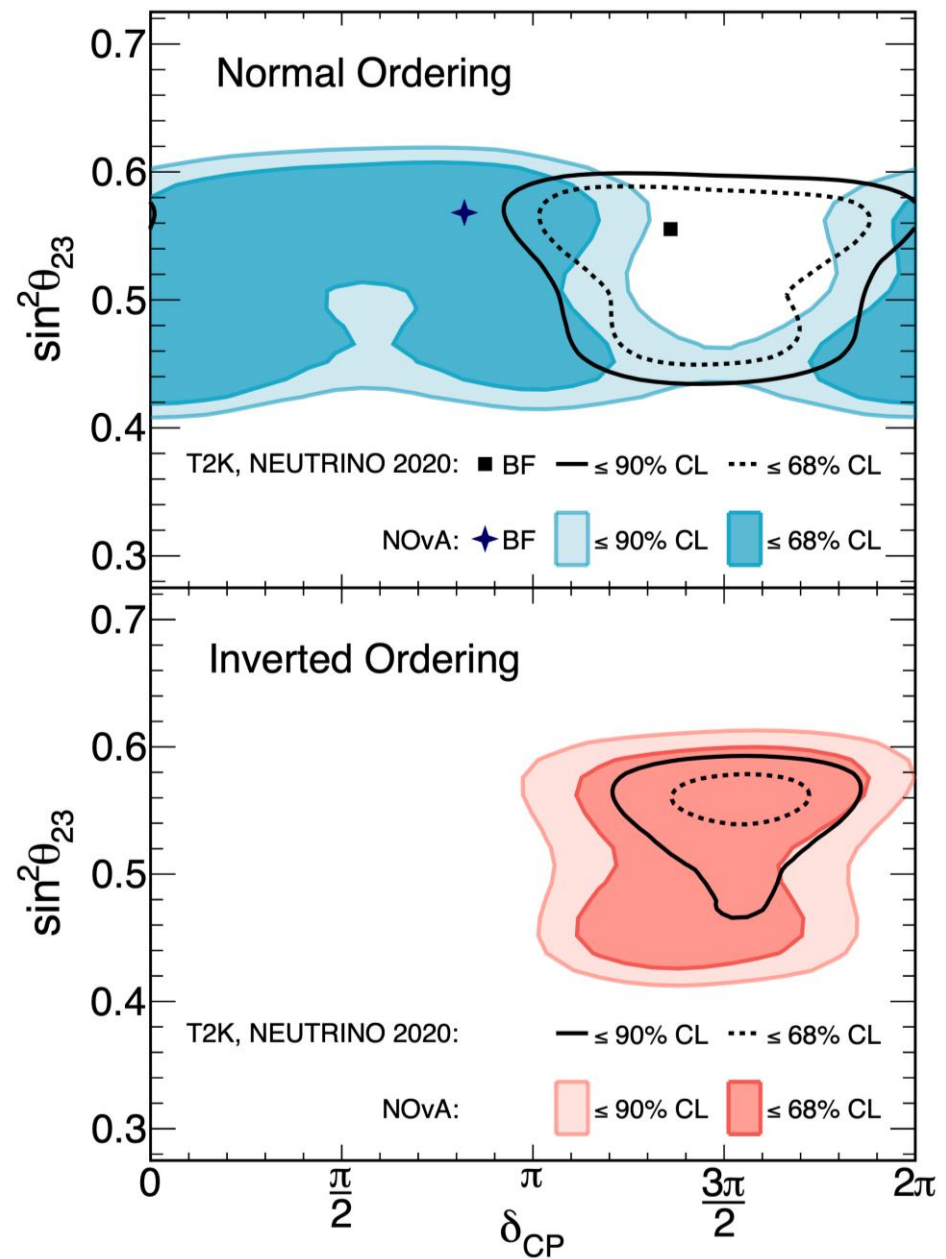 0.7
Normal Ordering
0.6
0.5
sin²θ₂₃
0.4
T2K, NEUTRINO 2020: BF ≤ 90% CL ≤ 68% CL
NOvA: BF ≤ 90% CL ≤ 68% CL
0.3
0.7
Inverted Ordering
0.6
0.5
sin²θ₂₃
0.4
T2K, NEUTRINO 2020: ≤ 90% CL ≤ 68% CL
NOvA: ≤ 90% CL ≤ 68% CL
0.3
0 π/2 π 3π/2 2π
δ_CP